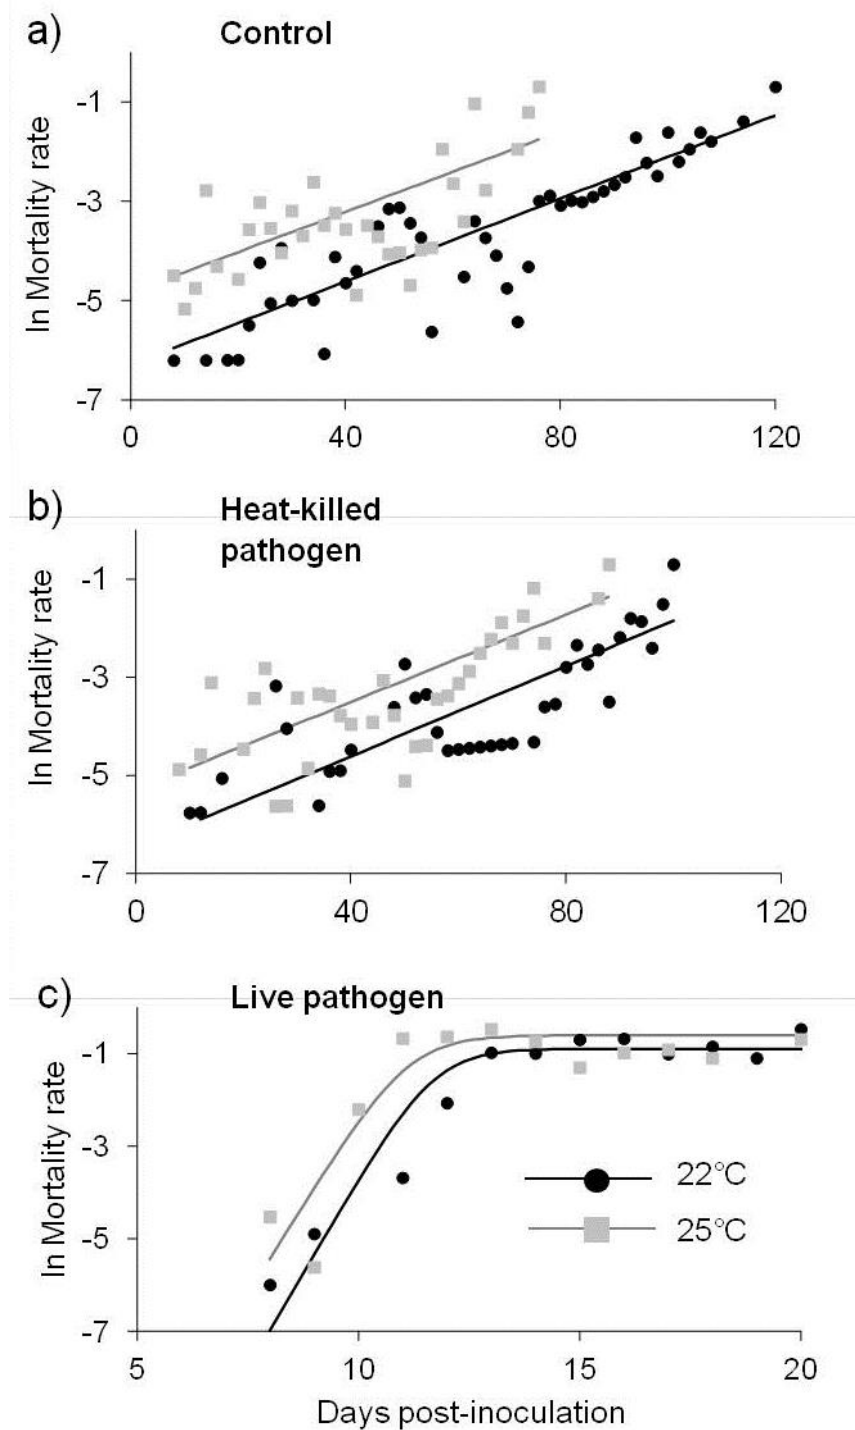 a)
Control
ln Mortality rate
-1
-3
-5
-7
0 40 80 120
b)
Heat-killed
pathogen
ln Mortality rate
-1
-3
-5
-7
0 40 80 120
c)
Live pathogen
ln Mortality rate
-1
-3
-5
-7
22°C
25°C
5 10 15 20
Days post-inoculation